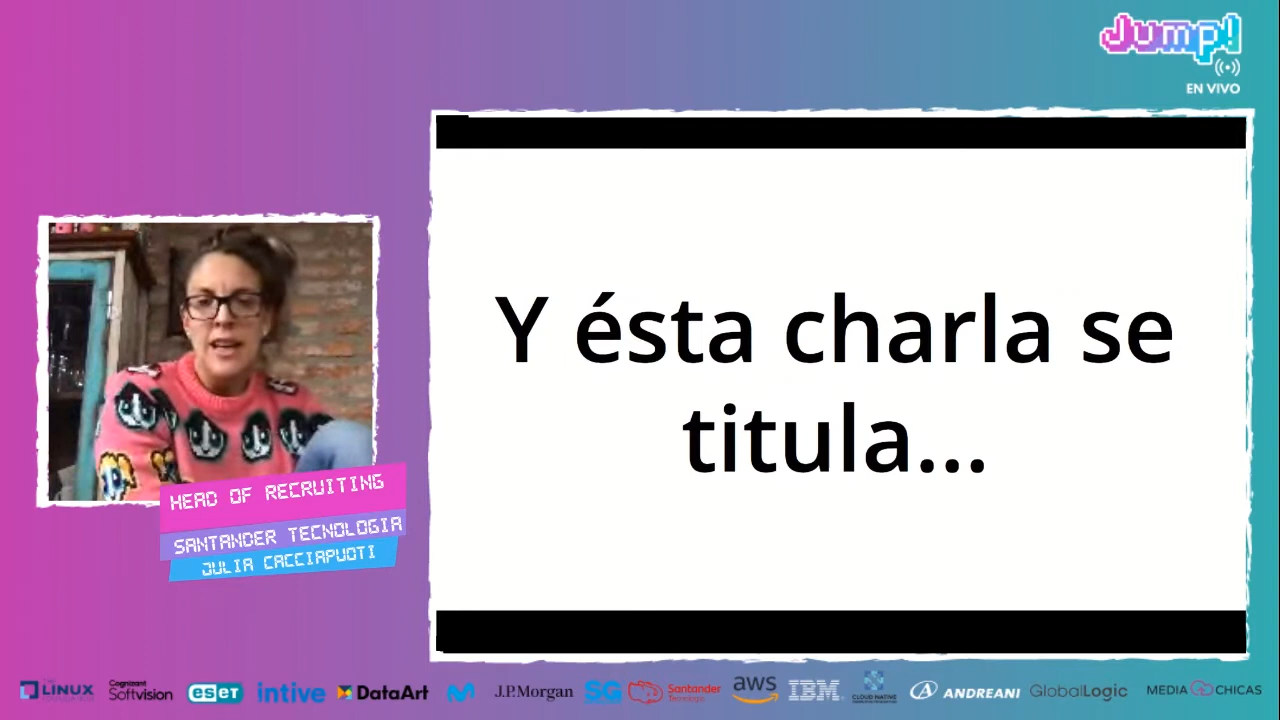 Jump!
EN VIVO
Y ésta charla se
titula...
HEAD OF RECRUITING
SANTANDER TECNOLOGIA
JULIA CACCIAPUOTI
LINUX
Cognizant
Softvision
eseT
intive
DataArt
J.P.Morgan
SG
Santander
Tecnología
aws
IBM
CLOUD NATIVE
ANDREANI
GlobalLogic
MEDIA CHICAS